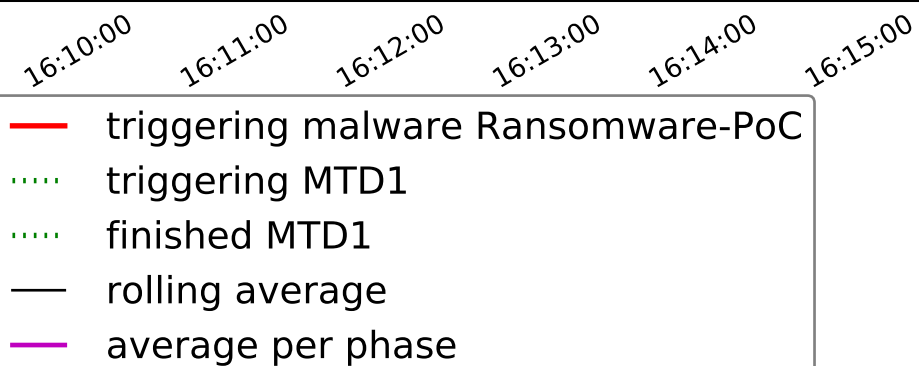 16:10:00 16:11:00 16:12:00 16:13:00 16:14:00 16:15:00
triggering malware Ransomware-PoC
triggering MTD1
finished MTD1
rolling average
average per phase